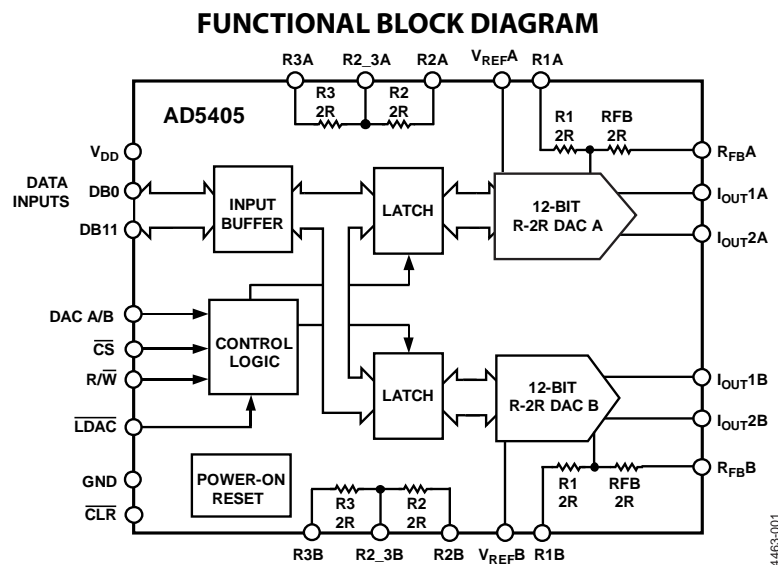 FUNCTIONAL BLOCK DIAGRAM
R3A R2_3A R2A VREFA R1A
R3 2R
R2 2R
R1 2R
RFB 2R
AD5405
VDD
DATA INPUTS
DB0
DB11
INPUT BUFFER
LATCH
12-BIT R-2R DAC A
RFBA
IOUT1A
IOUT2A
DAC A/B
CS
R/W
LDAC
CONTROL LOGIC
LATCH
12-BIT R-2R DAC B
IOUT1B
IOUT2B
RFBB
GND
CLR
POWER-ON RESET
R3 2R
R2 2R
R1 2R
RFB 2R
R3B R2_3B R2B VREFB R1B
4463-001